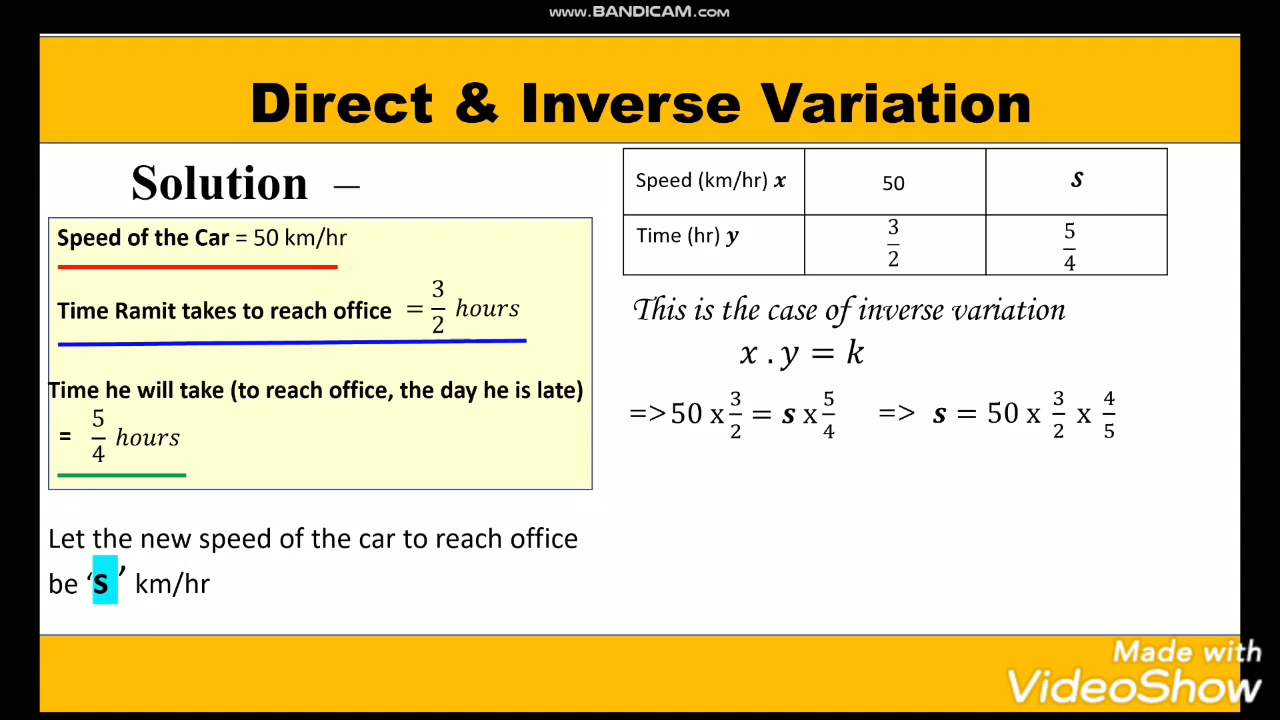 www.BANDICAM.com
Direct & Inverse Variation
Solution –
Speed of the Car = 50 km/hr
Time Ramit takes to reach office = 3/2 hours
Time he will take (to reach office, the day he is late)
= 5/4 hours
Let the new speed of the car to reach office
be ‘s’ km/hr
Speed (km/hr) x 50 s
Time (hr) y 3/2 5/4
This is the case of inverse variation
x . y = k
=>50 x 3/2 = s x 5/4 => s = 50 x 3/2 x 4/5
Made with
VideoShow